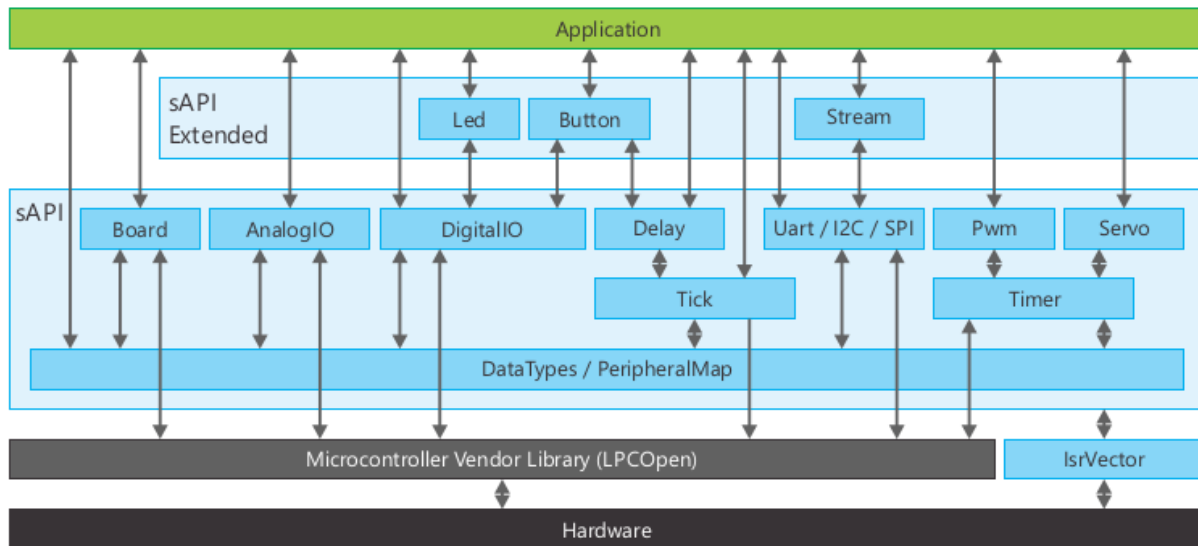 Application
sAPI
Extended
Led
Button
Stream
sAPI
Board
AnalogIO
DigitalIO
Delay
Uart / I2C / SPI
Pwm
Servo
Tick
Timer
DataTypes / PeripheralMap
Microcontroller Vendor Library (LPCOpen)
IsrVector
Hardware